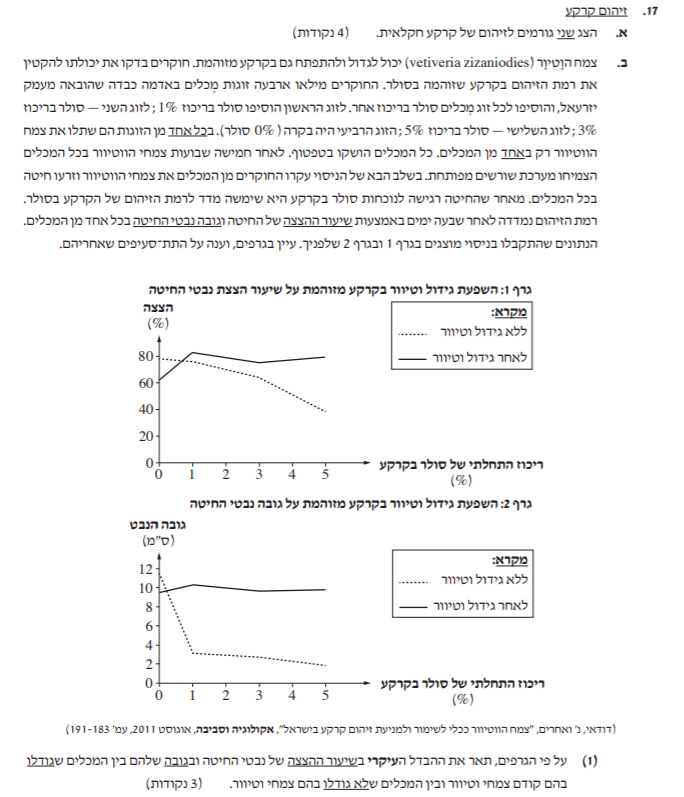 17. זיהום קרקע
א. הצג שני גורמים לזיהום של קרקע חקלאית. (4 נקודות)
ב. צמח הוֶטיוֶר (vetiveria zizaniodies) יכול לגדול ולהתפתח גם בקרקע מזוהמת. חוקרים בדקו את יכולתו להקטין
את רמת הזיהום בקרקע שזוהמה בסולר. החוקרים מילאו ארבעה זוגות מְכלים באדמה כבדה שהובאה מעמק
יזרעאל, והוסיפו לכל זוג מְכלים סולר בריכוז אחר. לזוג הראשון הוסיפו סולר בריכוז 1% ; לזוג השני — סולר בריכוז
3% ; לזוג השלישי — סולר בריכוז 5% ; הזוג הרביעי היה בקרה (0% סולר). בכל אחד מן הזוגות הם שתלו את צמח
הווטיוור רק באחד מן המכלים. כל המכלים הושקו בטפטוף. לאחר חמישה שבועות צמחי הווטיוור בכל המכלים
הצמיחו מערכת שורשים מפותחת. בשלב הבא של הניסוי עקרו החוקרים מן המכלים את צמחי הווטיוור וזרעו חיטה
בכל המכלים. מאחר שהחיטה רגישה לנוכחות סולר בקרקע היא שימשה מדד לרמת הזיהום של הקרקע בסולר.
רמת הזיהום נמדדה לאחר שבעה ימים באמצעות שיעור ההצצה של החיטה וגובה נבטי החיטה בכל אחד מן המכלים.
הנתונים שהתקבלו בניסוי מוצגים בגרף 1 ובגרף 2 שלפניך. עיין בגרפים, וענה על התת־סעיפים שאחריהם.
גרף 1: השפעת גידול וטיוור בקרקע מזוהמת על שיעור הצצת נבטי החיטה
הצצה
(%)
מקרא:
ללא גידול וטיוור
לאחר גידול וטיוור
80
60
40
20
0
0 1 2 3 4 5
ריכוז התחלתי של סולר בקרקע
(%)
גרף 2: השפעת גידול וטיוור בקרקע מזוהמת על גובה נבטי החיטה
גובה הנבט
(ס"מ)
מקרא:
ללא גידול וטיוור
לאחר גידול וטיוור
12
10
8
6
4
2
0
0 1 2 3 4 5
ריכוז התחלתי של סולר בקרקע
(%)
(דודאי, נ' ואחרים, "צמח הווטיוור ככלי לשימור ולמניעת זיהום קרקע בישראל", אקולוגיה וסביבה, אוגוסט 2011, עמ' 183-191)
(1) על פי הגרפים, תאר את ההבדל העיקרי בשיעור ההצצה של נבטי החיטה ובגובה שלהם בין המכלים שגודלו
בהם קודם צמחי וטיוור ובין המכלים שלא גודלו בהם צמחי וטיוור. (3 נקודות)